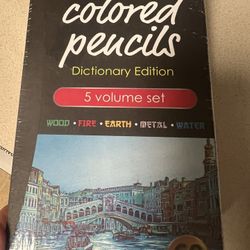 colored
pencils
Dictionary Edition
5 volume set
WOOD • FIRE • EARTH • METAL • WATER